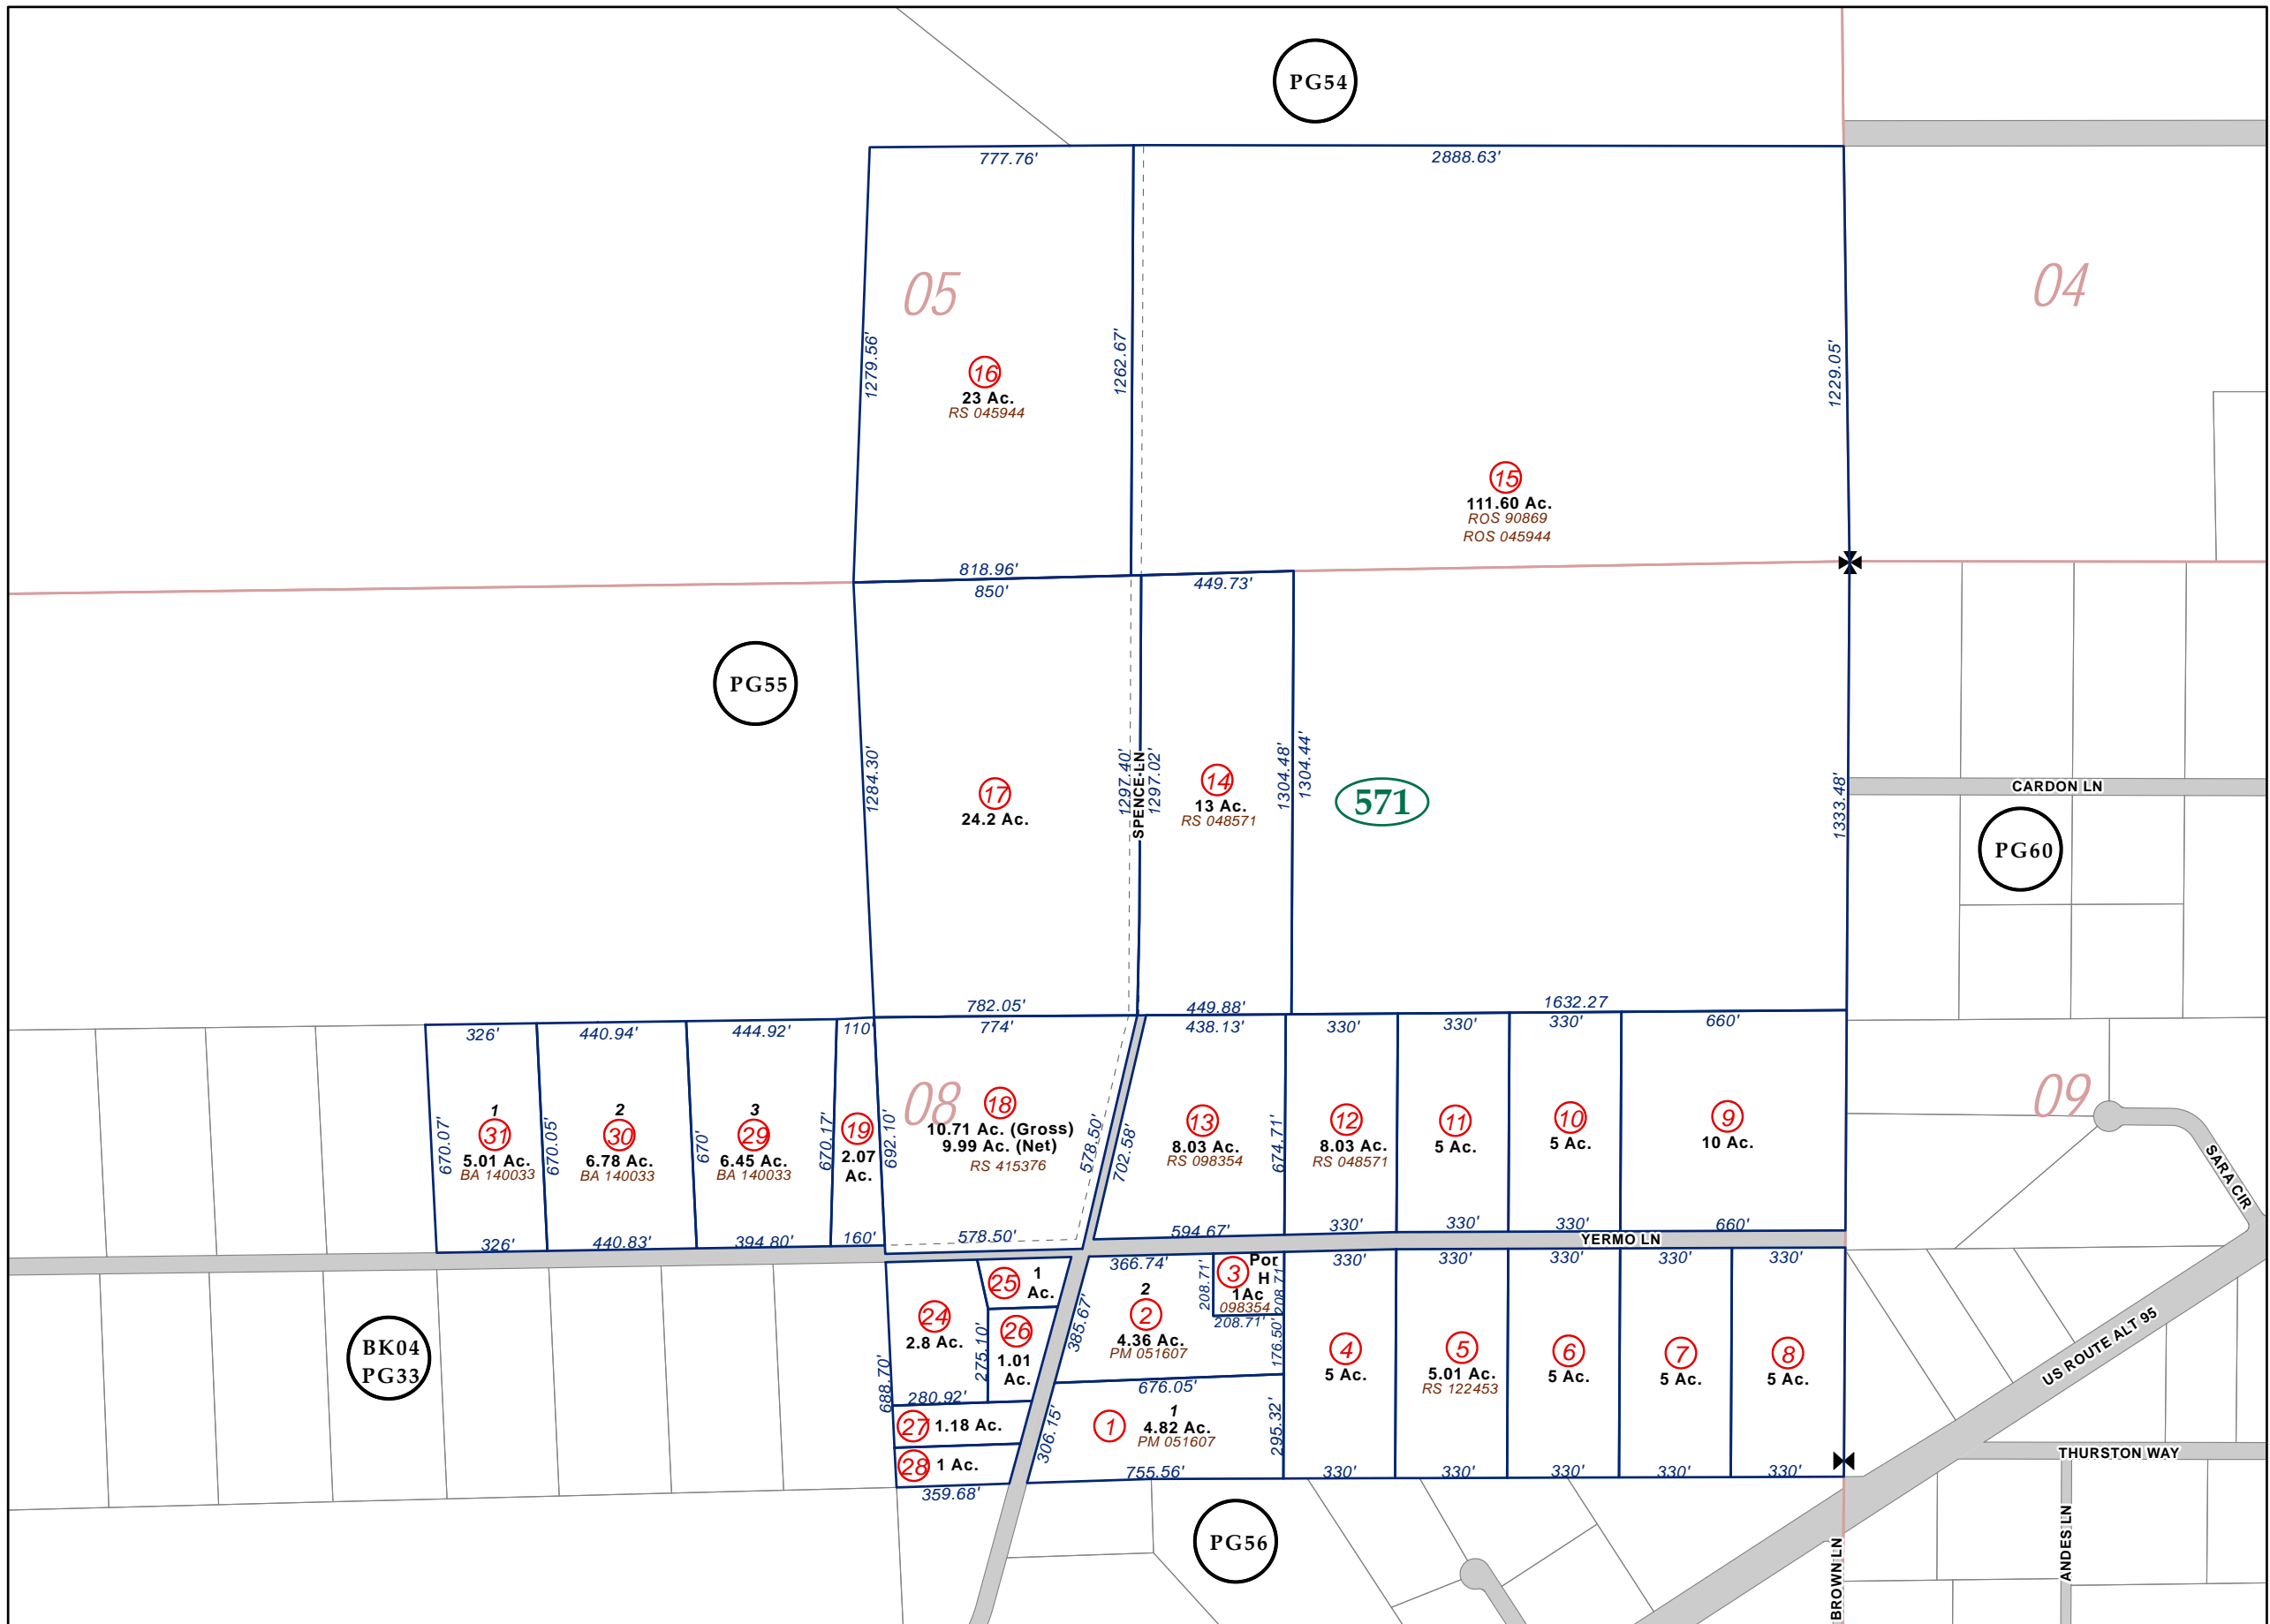 PG54
777.76'
2888.63'
05
04
1279.56'
1262.67'
1229.05'
16
23 Ac.
RS 045944
15
111.60 Ac.
ROS 90869
ROS 045944
818.96'
850'
449.73'
PG55
1284.30'
1297.40'
SPENCE LN
1297.02'
1304.48'
1304.44'
1333.48'
17
24.2 Ac.
14
13 Ac.
RS 048571
571
CARDON LN
PG60
782.05'
449.88'
1632.27
326'
440.94'
444.92'
110'
774'
438.13'
330'
330'
330'
660'
08
09
670.07'
1
31
5.01 Ac.
BA 140033
670.05'
2
30
6.78 Ac.
BA 140033
670'
3
29
6.45 Ac.
BA 140033
670.17'
19
2.07
Ac.
692.10'
18
10.71 Ac. (Gross)
9.99 Ac. (Net)
RS 415376
578.50'
702.58'
13
8.03 Ac.
RS 098354
674.71'
12
8.03 Ac.
RS 048571
11
5 Ac.
10
5 Ac.
9
10 Ac.
SARA CIR
326'
440.83'
394.80'
160'
578.50'
594.67'
330'
330'
330'
660'
YERMO LN
366.74'
330'
330'
330'
330'
330'
25
1
Ac.
24
2.8 Ac.
26
1.01
Ac.
275.10'
688.70'
280.92'
385.67'
2
2
4.36 Ac.
PM 051607
208.71'
3
Por
H
1Ac
098354
208.71'
208.71'
176.50'
676.05'
27
1.18 Ac.
28
1 Ac.
306.15'
1
1
4.82 Ac.
PM 051607
295.32'
4
5 Ac.
5
5.01 Ac.
RS 122453
6
5 Ac.
7
5 Ac.
8
5 Ac.
359.68'
755.56'
330'
330'
330'
330'
330'
BK04
PG33
PG56
US ROUTE ALT 95
THURSTON WAY
ANDES LN
BROWN LN